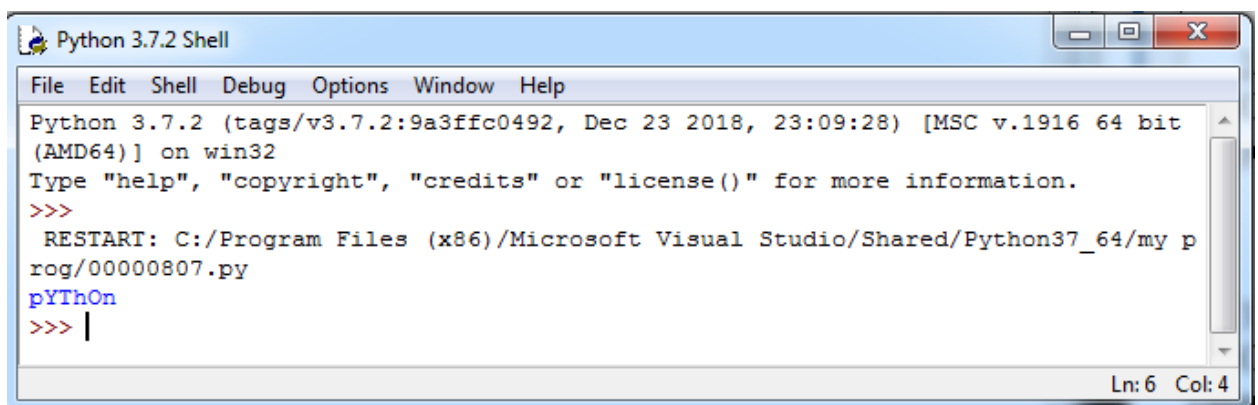 Python 3.7.2 Shell
File Edit Shell Debug Options Window Help
Python 3.7.2 (tags/v3.7.2:9a3ffc0492, Dec 23 2018, 23:09:28) [MSC v.1916 64 bit
(AMD64)] on win32
Type "help", "copyright", "credits" or "license()" for more information.
>>>
RESTART: C:/Program Files (x86)/Microsoft Visual Studio/Shared/Python37_64/my p
rog/00000807.py
pYThOn
>>>
Ln: 6 Col: 4